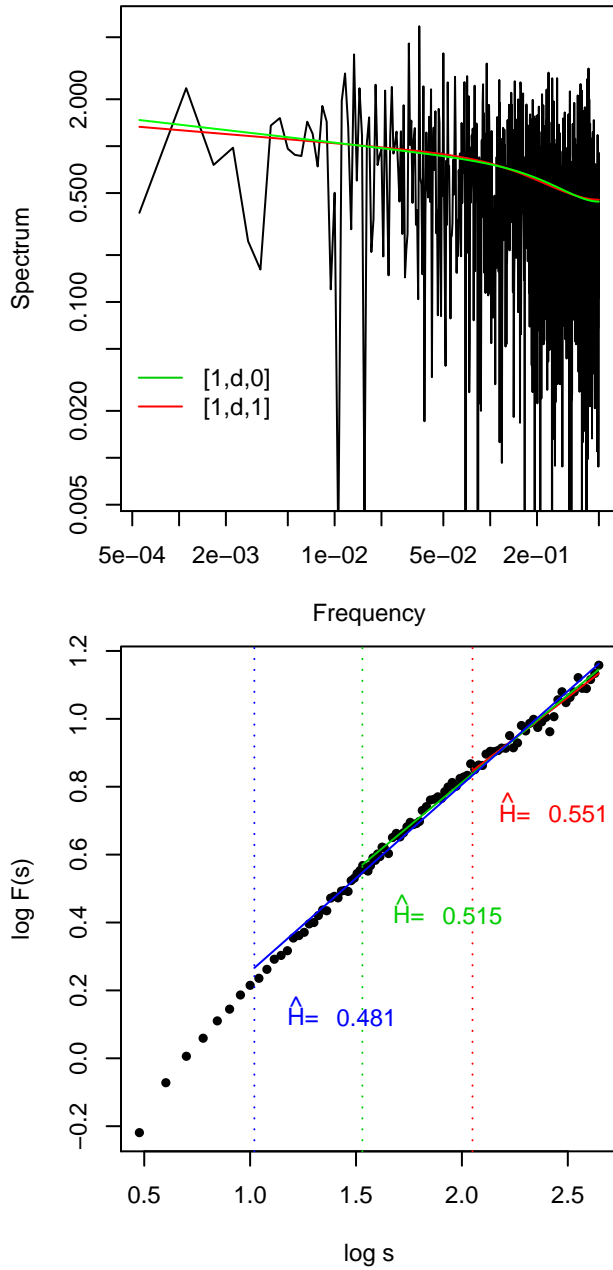 Spectrum
2.000
0.500
0.100
0.020
0.005
[1,d,0]
[1,d,1]
5e-04 2e-03 1e-02 5e-02 2e-01
Frequency
log F(s)
1.2
1.0
0.8
0.6
0.4
0.2
0.0
−0.2
Ĥ= 0.551
Ĥ= 0.515
Ĥ= 0.481
0.5 1.0 1.5 2.0 2.5
log s